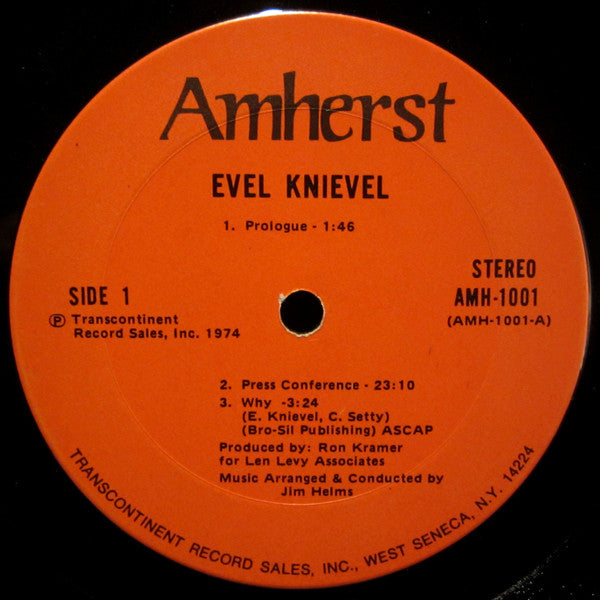 Amherst
EVEL KNIEVEL
1. Prologue - 1:46
SIDE 1
Ⓟ Transcontinent
Record Sales, Inc. 1974
STEREO
AMH-1001
(AMH-1001-A)
2. Press Conference - 23:10
3. Why -3:24
(E. Knievel, C. Setty)
(Bro-Sil Publishing) ASCAP
Produced by: Ron Kramer
for Len Levy Associates
Music Arranged & Conducted by
Jim Helms
TRANSCONTINENT RECORD SALES, INC., WEST SENECA, N.Y. 14224